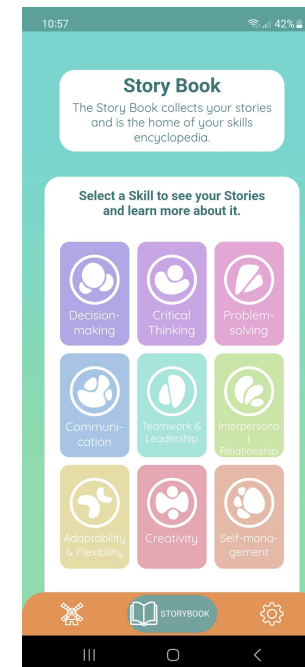 10:57 42%
Story Book
The Story Book collects your stories
and is the home of your skills
encyclopedia.
Select a Skill to see your Stories
and learn more about it.
Decision-
making
Critical
Thinking
Problem-
solving
Communi-
cation
Teamwork &
Leadership
Interpersona
l
Relationship
Adaptability
& Flexibility
Creativity
Self-mana-
gement
STORYBOOK